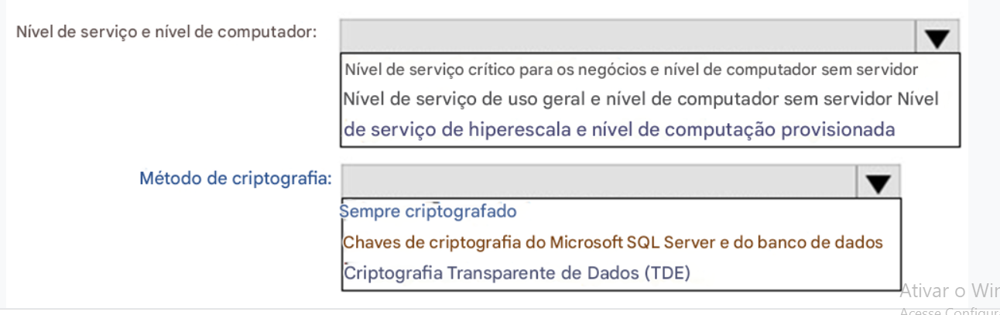 Nível de serviço e nível de computador:
Nível de serviço crítico para os negócios e nível de computador sem servidor
Nível de serviço de uso geral e nível de computador sem servidor Nível
de serviço de hiperescala e nível de computação provisionada
Método de criptografia:
Sempre criptografado
Chaves de criptografia do Microsoft SQL Server e do banco de dados
Criptografia Transparente de Dados (TDE)
Ativar o Wir
Acesse Configur